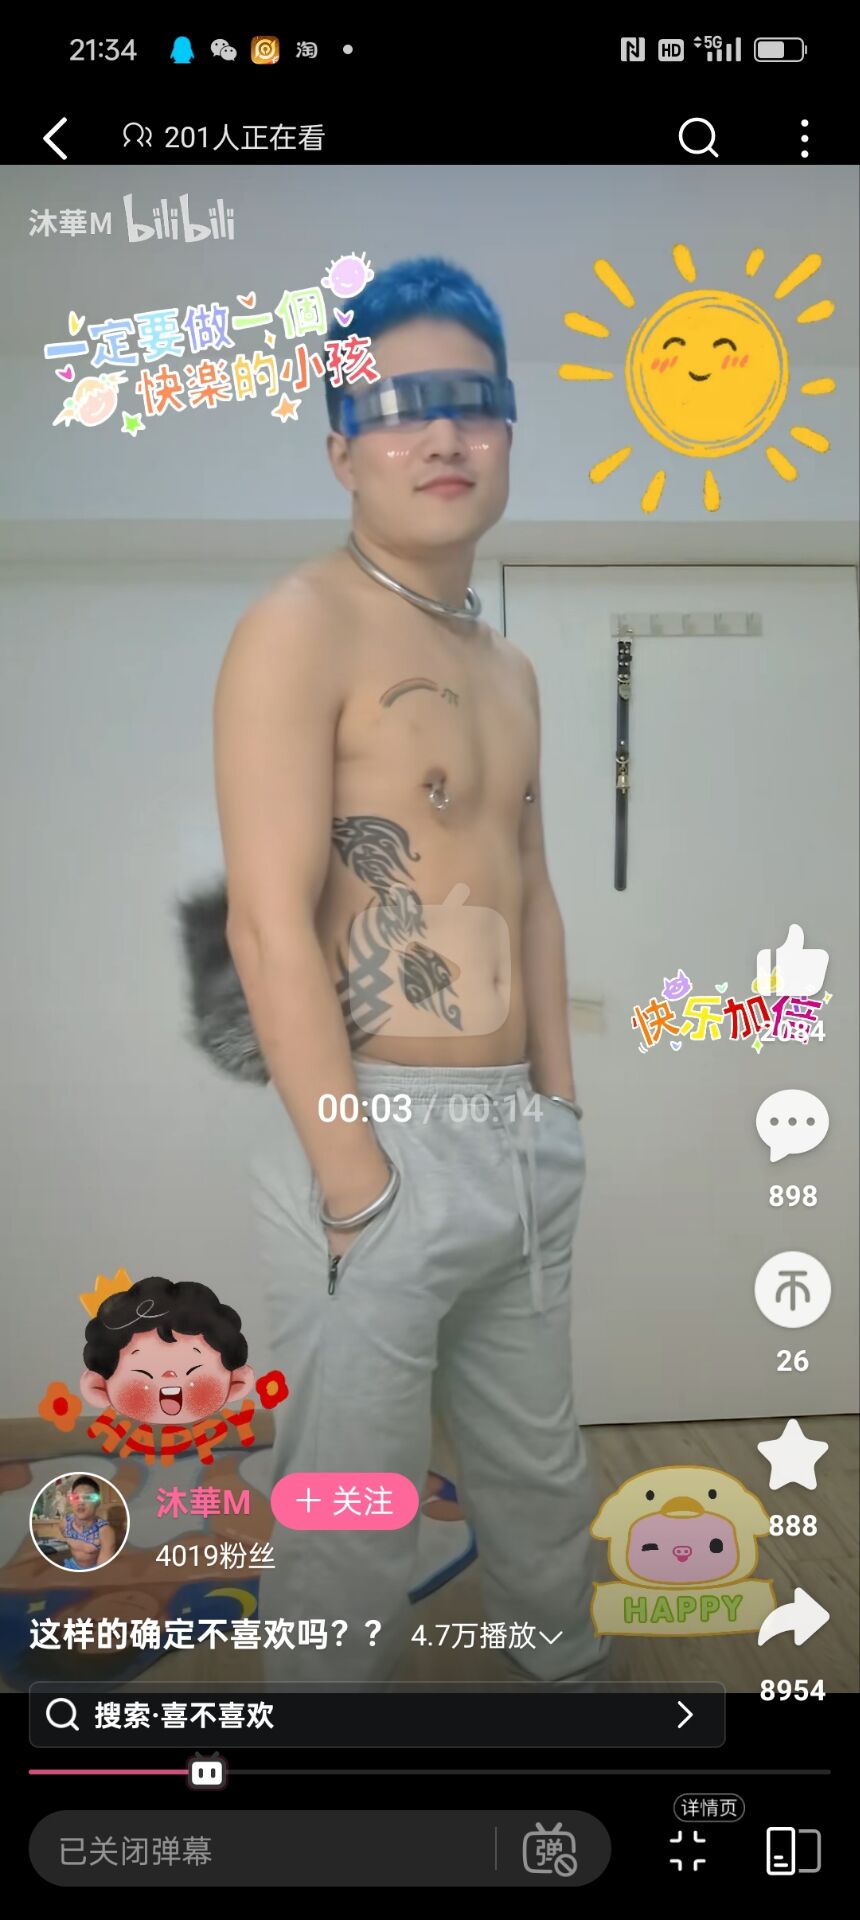 21:34
淘
HD
5G
201人正在看
沐華M bilibili
一定要做一個
快楽的小孩
快乐加倍
2084
00:03 / 00:14
898
26
HAPPY
沐華M
+ 关注
888
4019粉丝
HAPPY
这样的确定不喜欢吗？？ 4.7万播放
8954
搜索·喜不喜欢
详情页
已关闭弹幕
弹